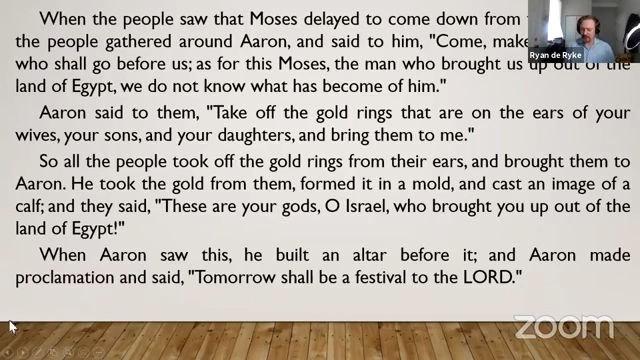 When the people saw that Moses delayed to come down from
the people gathered around Aaron, and said to him, "Come, make
who shall go before us; as for this Moses, the man who brought us up out of the
land of Egypt, we do not know what has become of him."
Aaron said to them, "Take off the gold rings that are on the ears of your
wives, your sons, and your daughters, and bring them to me."
So all the people took off the gold rings from their ears, and brought them to
Aaron. He took the gold from them, formed it in a mold, and cast an image of a
calf; and they said, "These are your gods, O Israel, who brought you up out of the
land of Egypt!"
When Aaron saw this, he built an altar before it; and Aaron made
proclamation and said, "Tomorrow shall be a festival to the LORD."
Ryan de Ryke
zoom